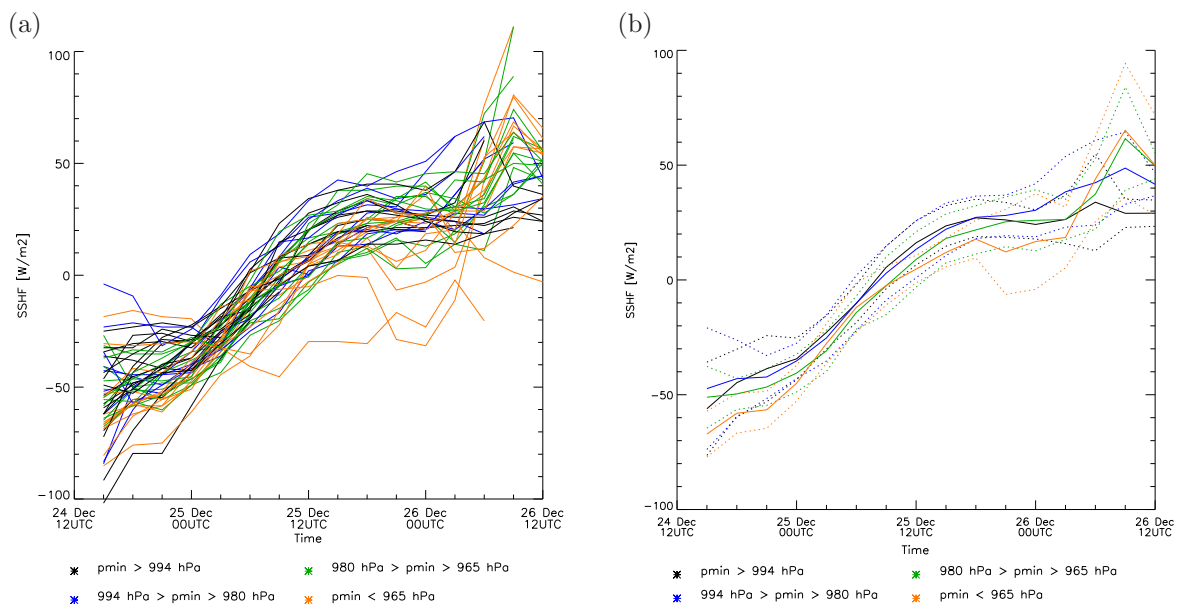 (a)
100
50
0
−50
−100
SSHF [W/m2]
24 Dec
12UTC
25 Dec
00UTC
25 Dec
12UTC
26 Dec
00UTC
26 Dec
12UTC
Time
pmin > 994 hPa
980 hPa > pmin > 965 hPa
994 hPa > pmin > 980 hPa
pmin < 965 hPa
(b)
100
50
0
−50
−100
SSHF [W/m2]
24 Dec
12UTC
25 Dec
00UTC
25 Dec
12UTC
26 Dec
00UTC
26 Dec
12UTC
Time
pmin > 994 hPa
980 hPa > pmin > 965 hPa
994 hPa > pmin > 980 hPa
pmin < 965 hPa